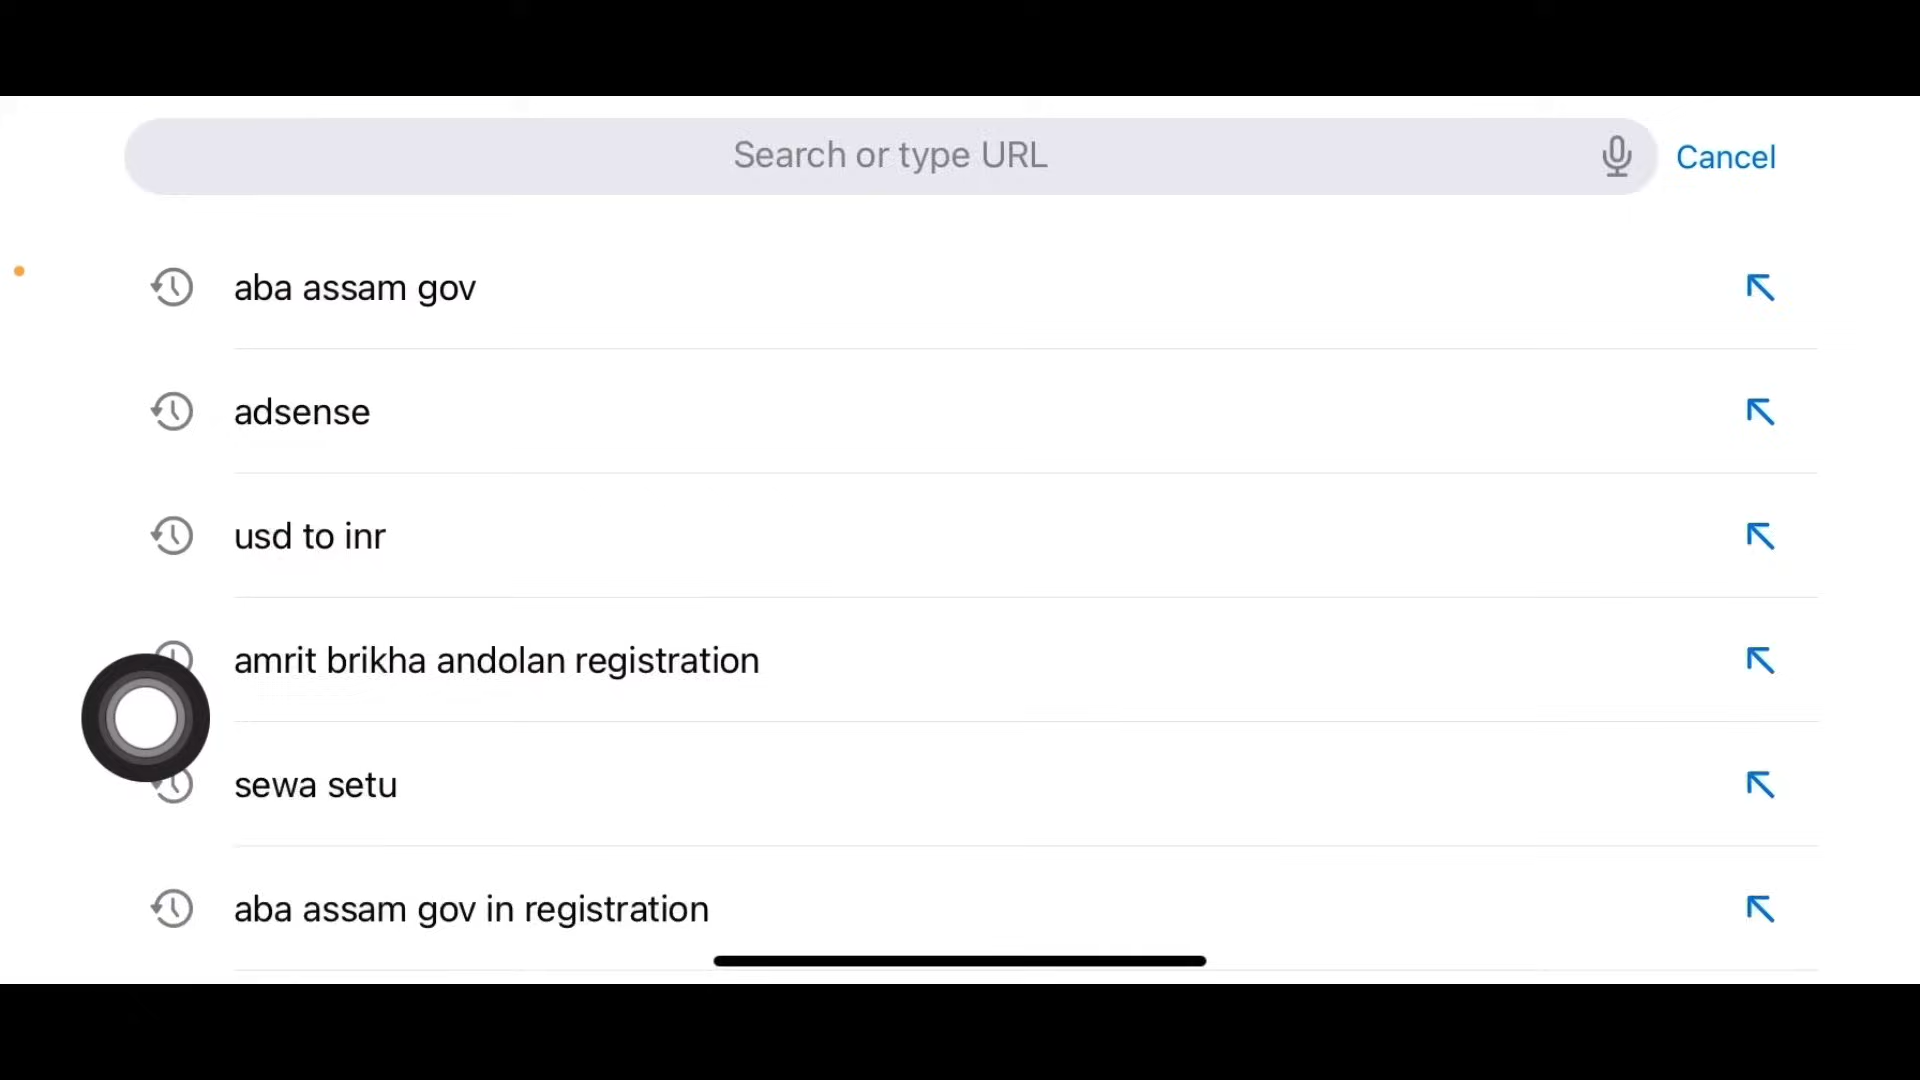 Search or type URL
Cancel
aba assam gov
adsense
usd to inr
amrit brikha andolan registration
sewa setu
aba assam gov in registration